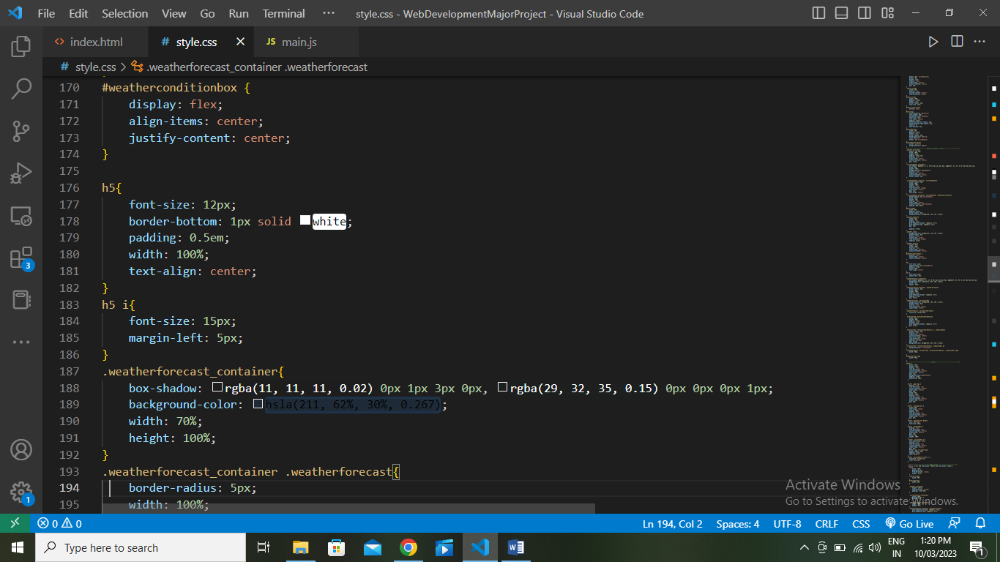 File Edit Selection View Go Run Terminal ··· style.css - WebDevelopmentMajorProject - Visual Studio Code
<> index.html # style.css JS main.js
# style.css > .weatherforecast_container .weatherforecast
170 #weatherconditionbox {
171 display: flex;
172 align-items: center;
173 justify-content: center;
174 }
175
176 h5{
177 font-size: 12px;
178 border-bottom: 1px solid white;
179 padding: 0.5em;
180 width: 100%;
181 text-align: center;
182 }
183 h5 i{
184 font-size: 15px;
185 margin-left: 5px;
186 }
187 .weatherforecast_container{
188 box-shadow: rgba(11, 11, 11, 0.02) 0px 1px 3px 0px, rgba(29, 32, 35, 0.15) 0px 0px 0px 1px;
189 background-color: hsla(211, 62%, 30%, 0.267);
190 width: 70%;
191 height: 100%;
192 }
193 .weatherforecast_container .weatherforecast{
194 border-radius: 5px;
195 width: 100%;
3
1
Activate Windows
Go to Settings to activate Windows.
0 0 Ln 194, Col 2 Spaces: 4 UTF-8 CRLF CSS Go Live
Type here to search
ENG
IN
1:20 PM
10/03/2023
1